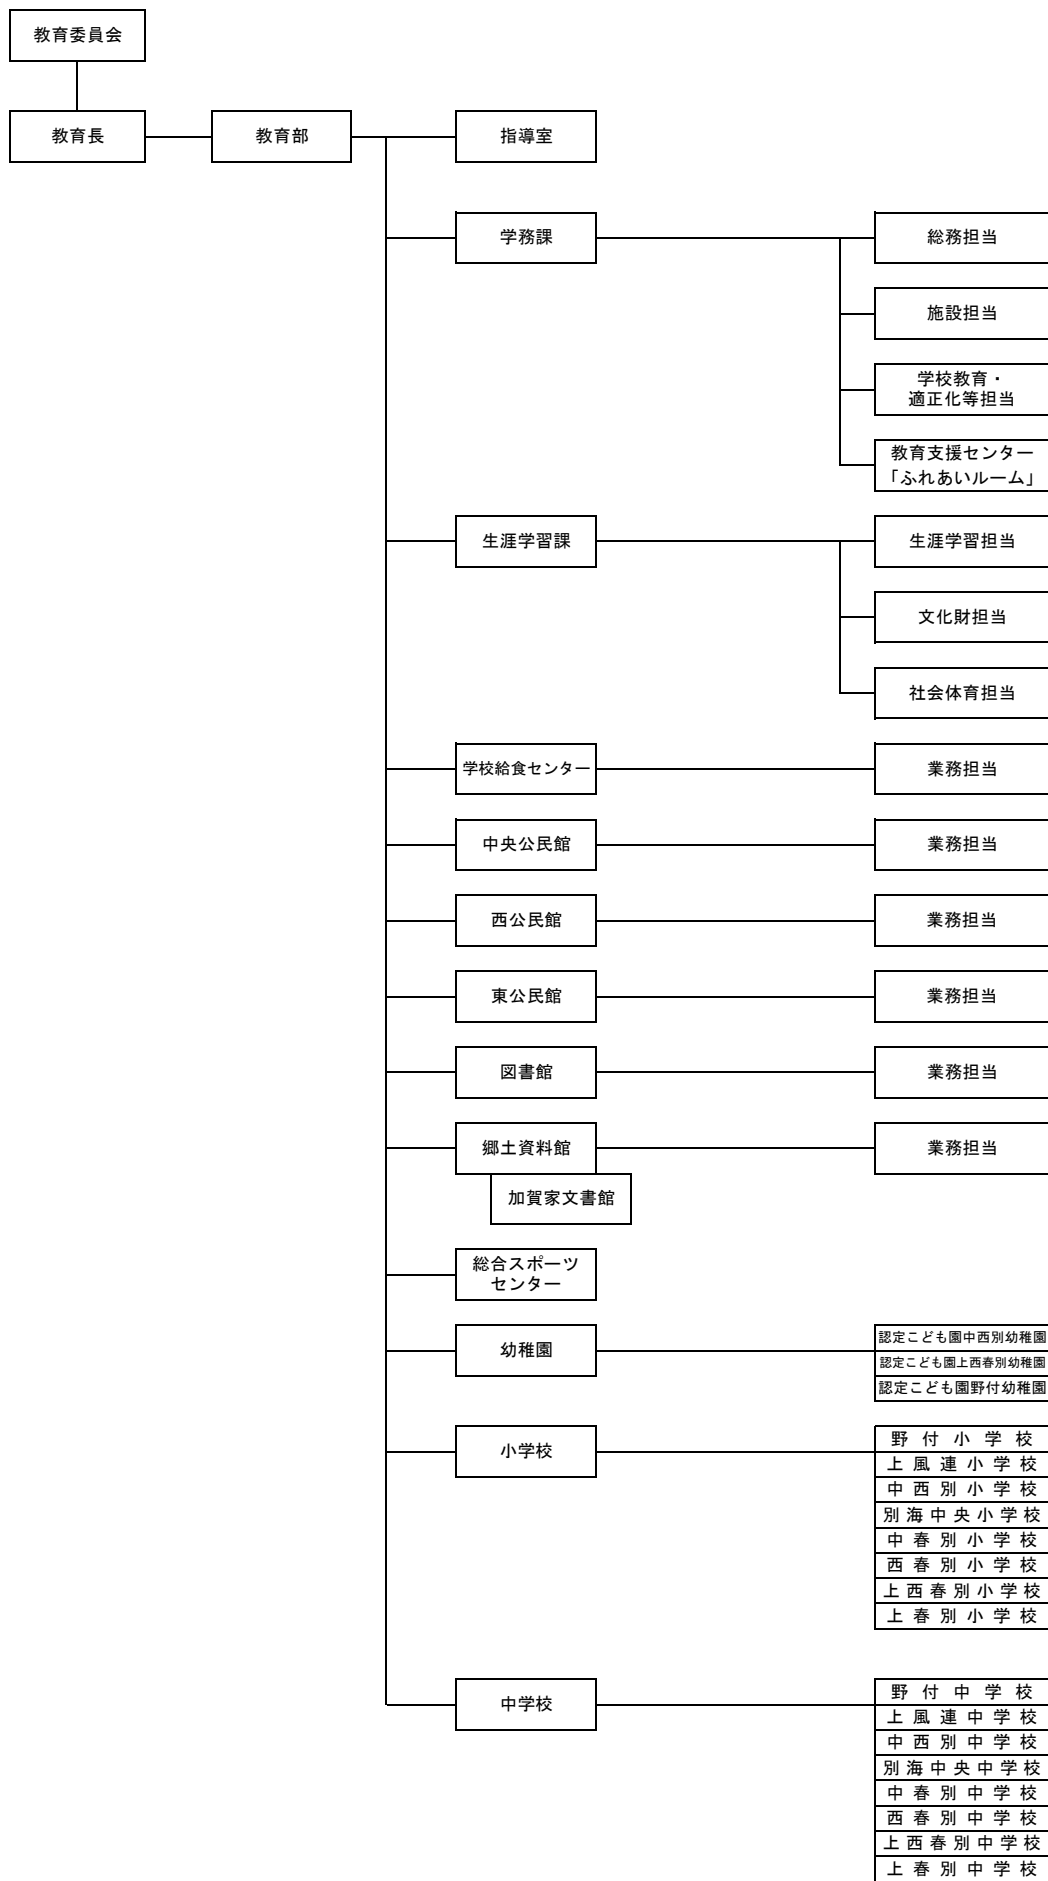 教育委員会
教育長
教育部
指導室
学務課
総務担当
施設担当
学校教育・
適正化等担当
教育支援センター
「ふれあいルーム」
生涯学習課
生涯学習担当
文化財担当
社会体育担当
学校給食センター
業務担当
中央公民館
業務担当
西公民館
業務担当
東公民館
業務担当
図書館
業務担当
郷土資料館
業務担当
加賀家文書館
総合スポーツ
センター
幼稚園
認定こども園中西別幼稚園
認定こども園上西春別幼稚園
認定こども園野付幼稚園
小学校
野付小学校
上風連小学校
中西別小学校
別海中央小学校
中春別小学校
西春別小学校
上西春別小学校
上春別小学校
中学校
野付中学校
上風連中学校
中西別中学校
別海中央中学校
中春別中学校
西春別中学校
上西春別中学校
上春別中学校